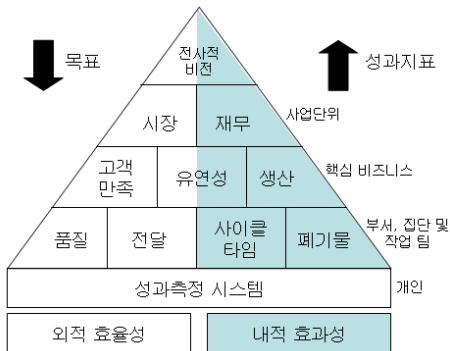 목표
전사적
비전
성과지표
시장
재무
사업단위
고객
만족
유연성
생산
핵심 비즈니스
품질
전달
사이클
타임
폐기물
부서, 집단 및
작업 팀
성과측정 시스템
개인
외적 효율성
내적 효과성